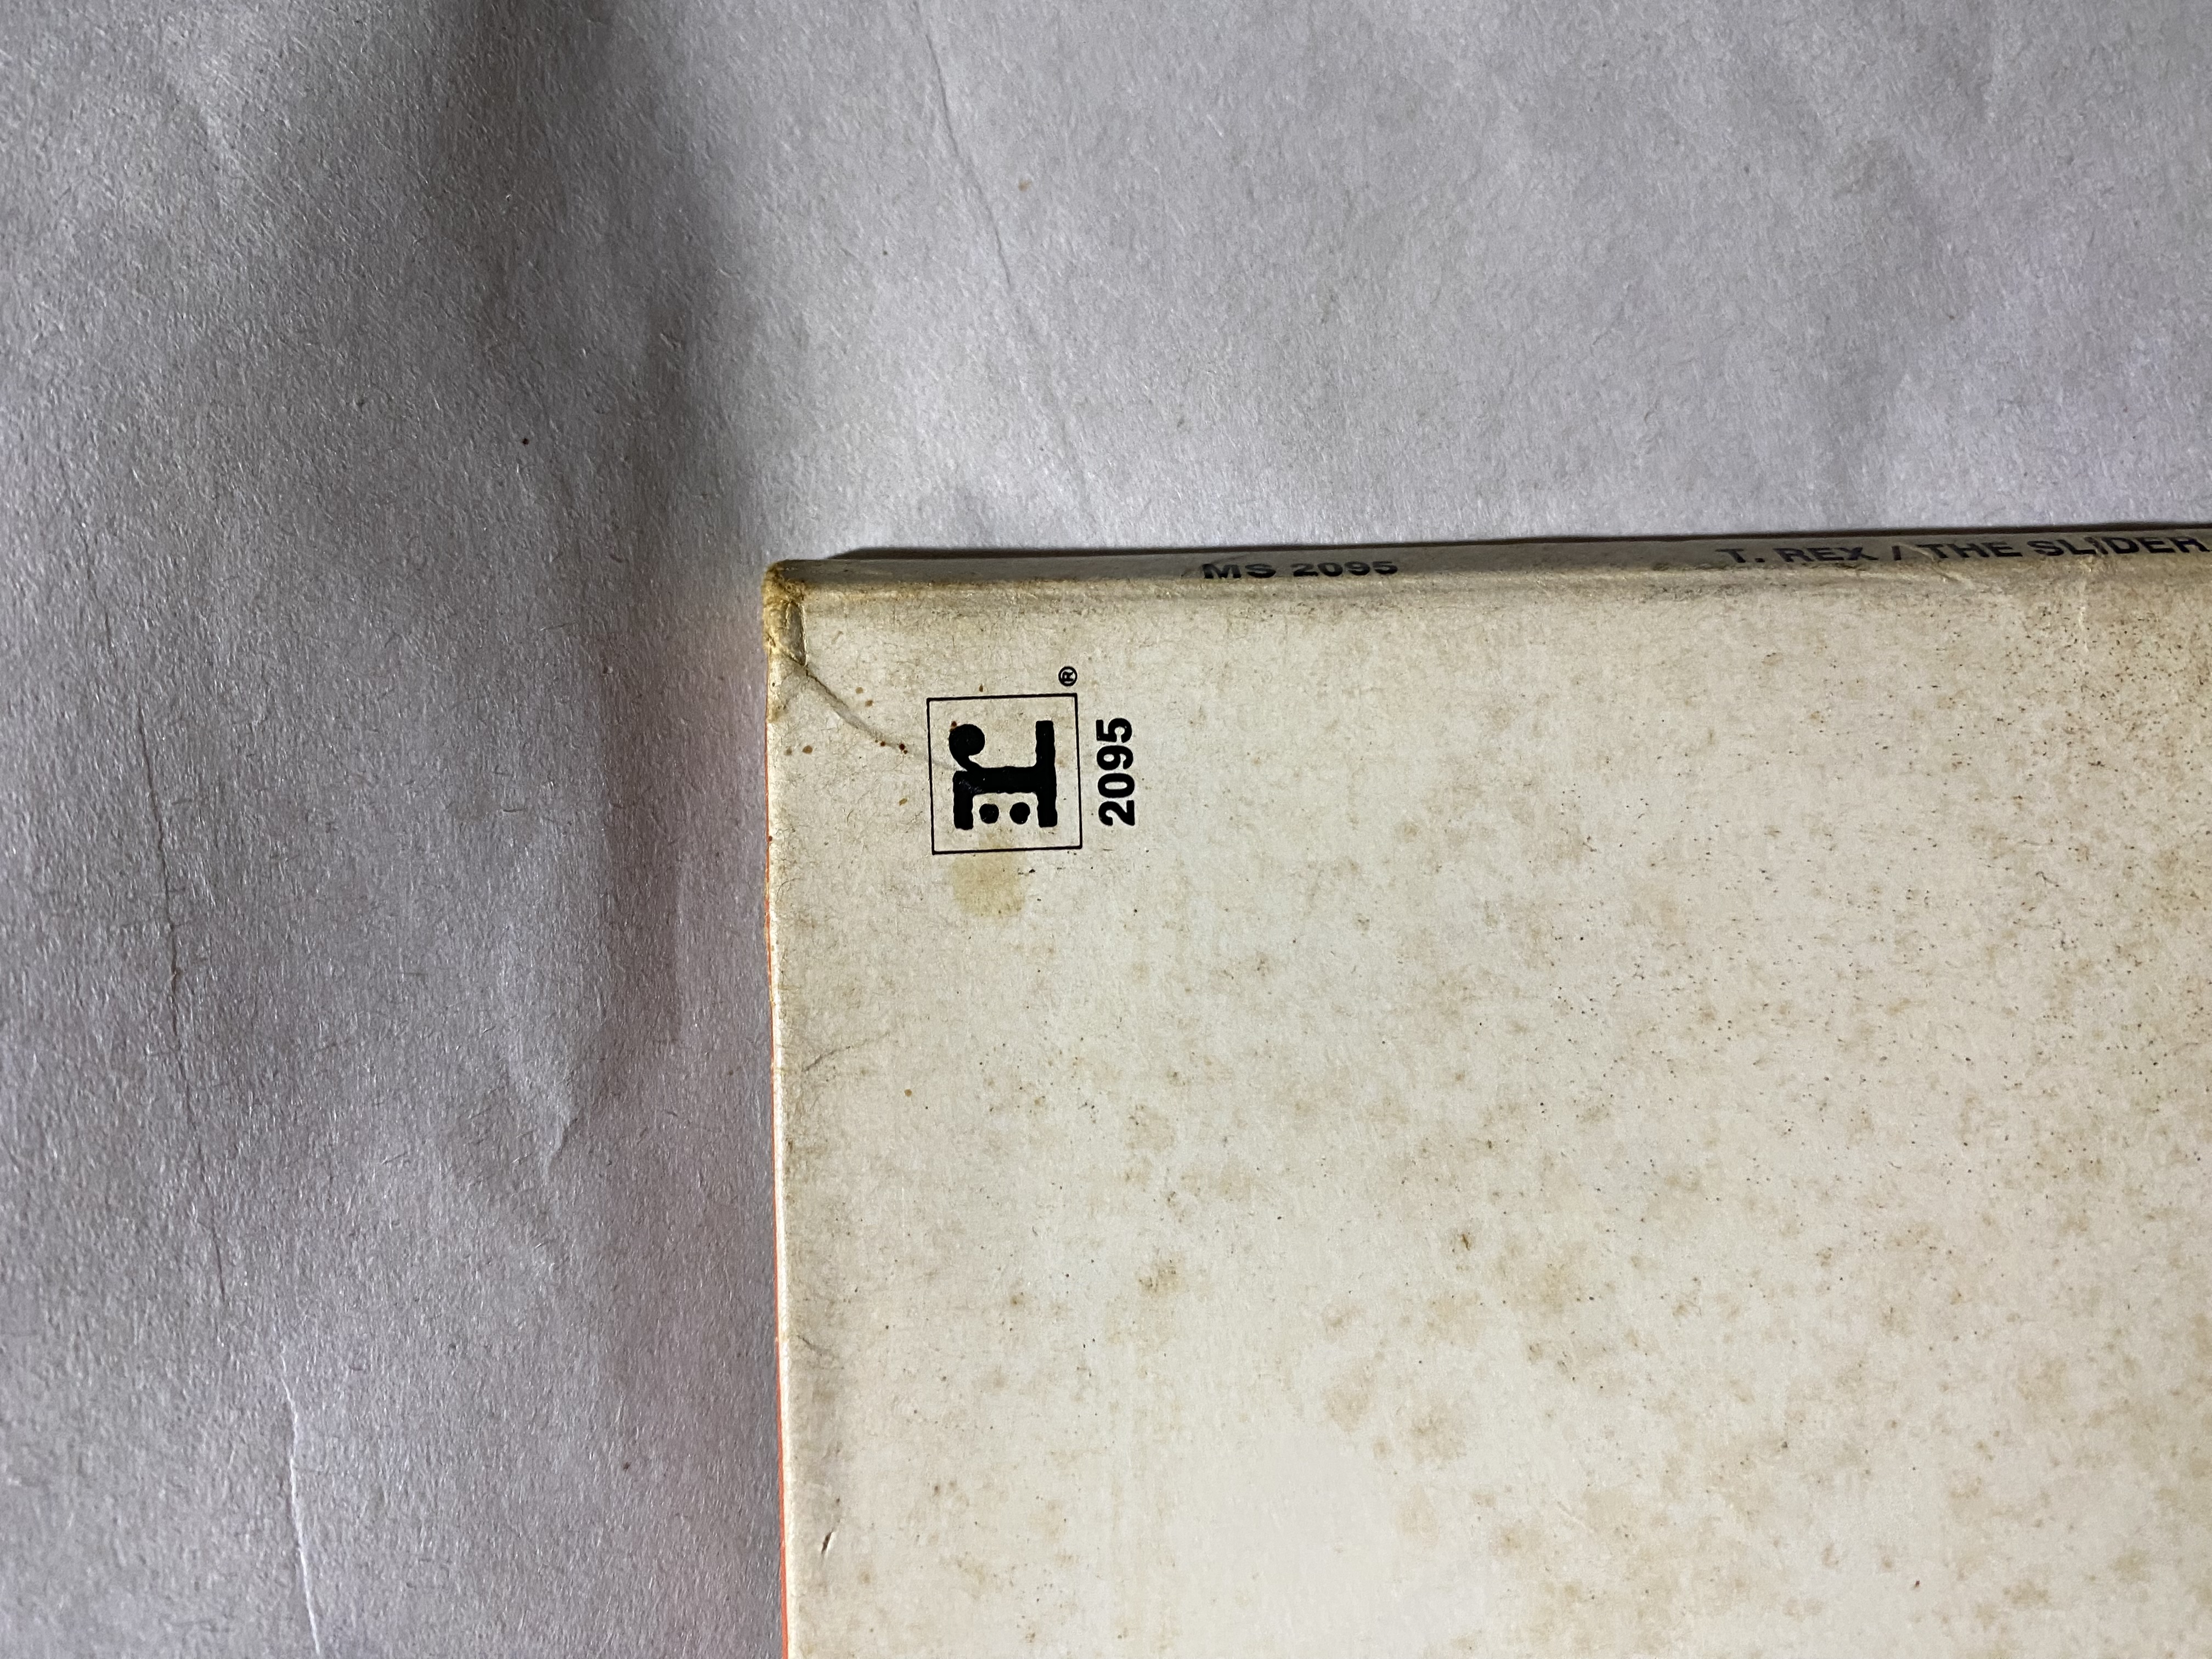 MS 2095 T. REX / THE SLIDER
r: ®
2095